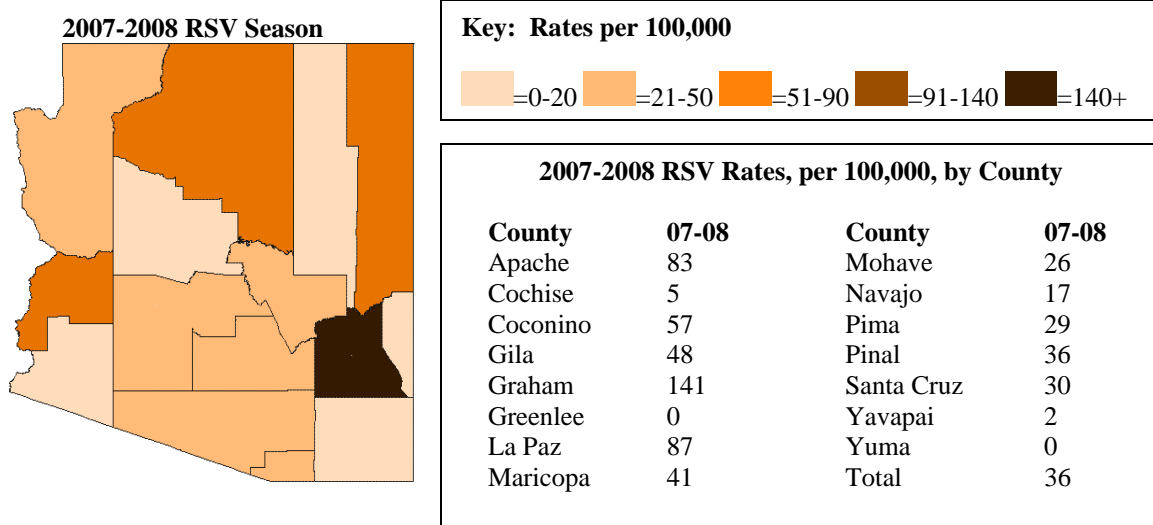 2007-2008 RSV Season
Key: Rates per 100,000
=0-20 =21-50 =51-90 =91-140 =140+
2007-2008 RSV Rates, per 100,000, by County
County 07-08 County 07-08
Apache 83 Mohave 26
Cochise 5 Navajo 17
Coconino 57 Pima 29
Gila 48 Pinal 36
Graham 141 Santa Cruz 30
Greenlee 0 Yavapai 2
La Paz 87 Yuma 0
Maricopa 41 Total 36